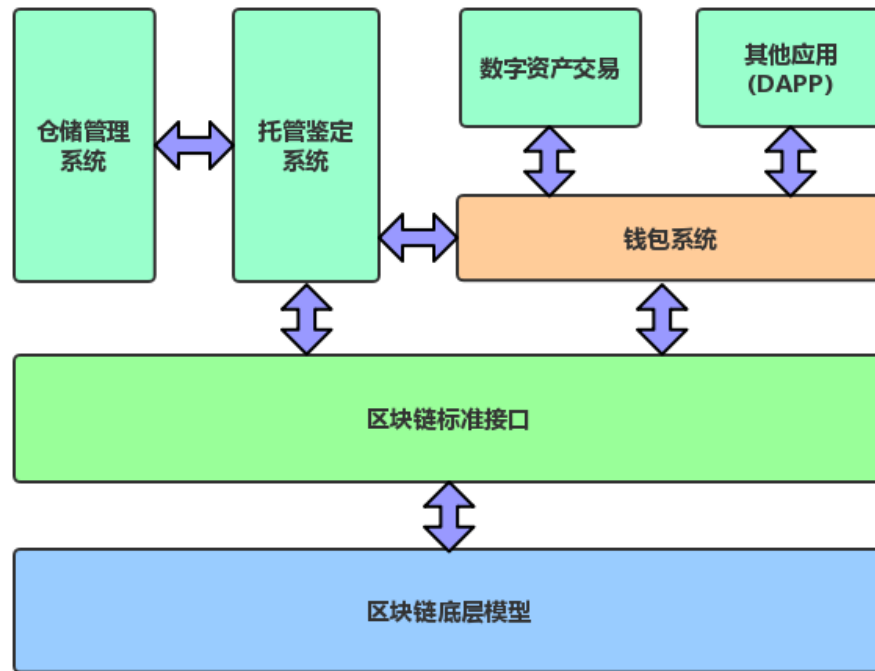 仓储管理
系统
托管鉴定
系统
数字资产交易
其他应用
(DAPP)
钱包系统
区块链标准接口
区块链底层模型